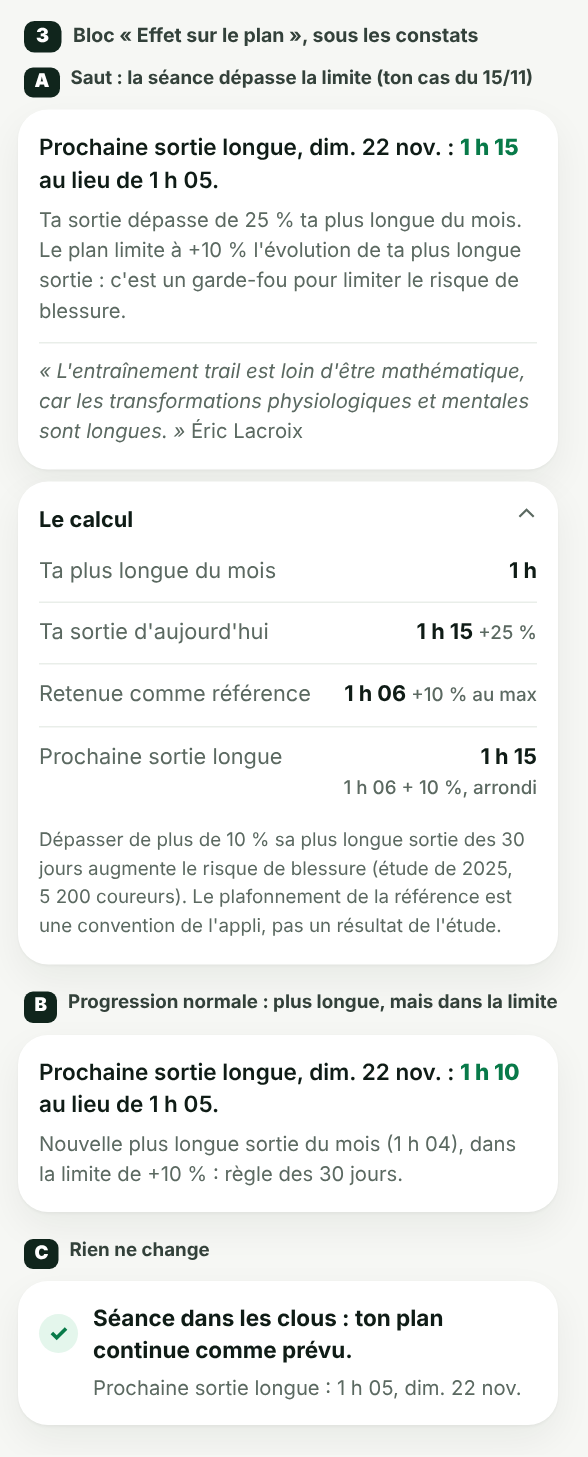 3 Bloc « Effet sur le plan », sous les constats
A Saut : la séance dépasse la limite (ton cas du 15/11)
Prochaine sortie longue, dim. 22 nov. : 1 h 15
au lieu de 1 h 05.
Ta sortie dépasse de 25 % ta plus longue du mois.
Le plan limite à +10 % l'évolution de ta plus longue
sortie : c'est un garde-fou pour limiter le risque de
blessure.
« L'entraînement trail est loin d'être mathématique,
car les transformations physiologiques et mentales
sont longues. » Éric Lacroix
Le calcul
Ta plus longue du mois 1 h
Ta sortie d'aujourd'hui 1 h 15 +25 %
Retenue comme référence 1 h 06 +10 % au max
Prochaine sortie longue 1 h 15
1 h 06 + 10 %, arrondi
Dépasser de plus de 10 % sa plus longue sortie des 30
jours augmente le risque de blessure (étude de 2025,
5 200 coureurs). Le plafonnement de la référence est
une convention de l'appli, pas un résultat de l'étude.
B Progression normale : plus longue, mais dans la limite
Prochaine sortie longue, dim. 22 nov. : 1 h 10
au lieu de 1 h 05.
Nouvelle plus longue sortie du mois (1 h 04), dans
la limite de +10 % : règle des 30 jours.
C Rien ne change
Séance dans les clous : ton plan
continue comme prévu.
Prochaine sortie longue : 1 h 05, dim. 22 nov.